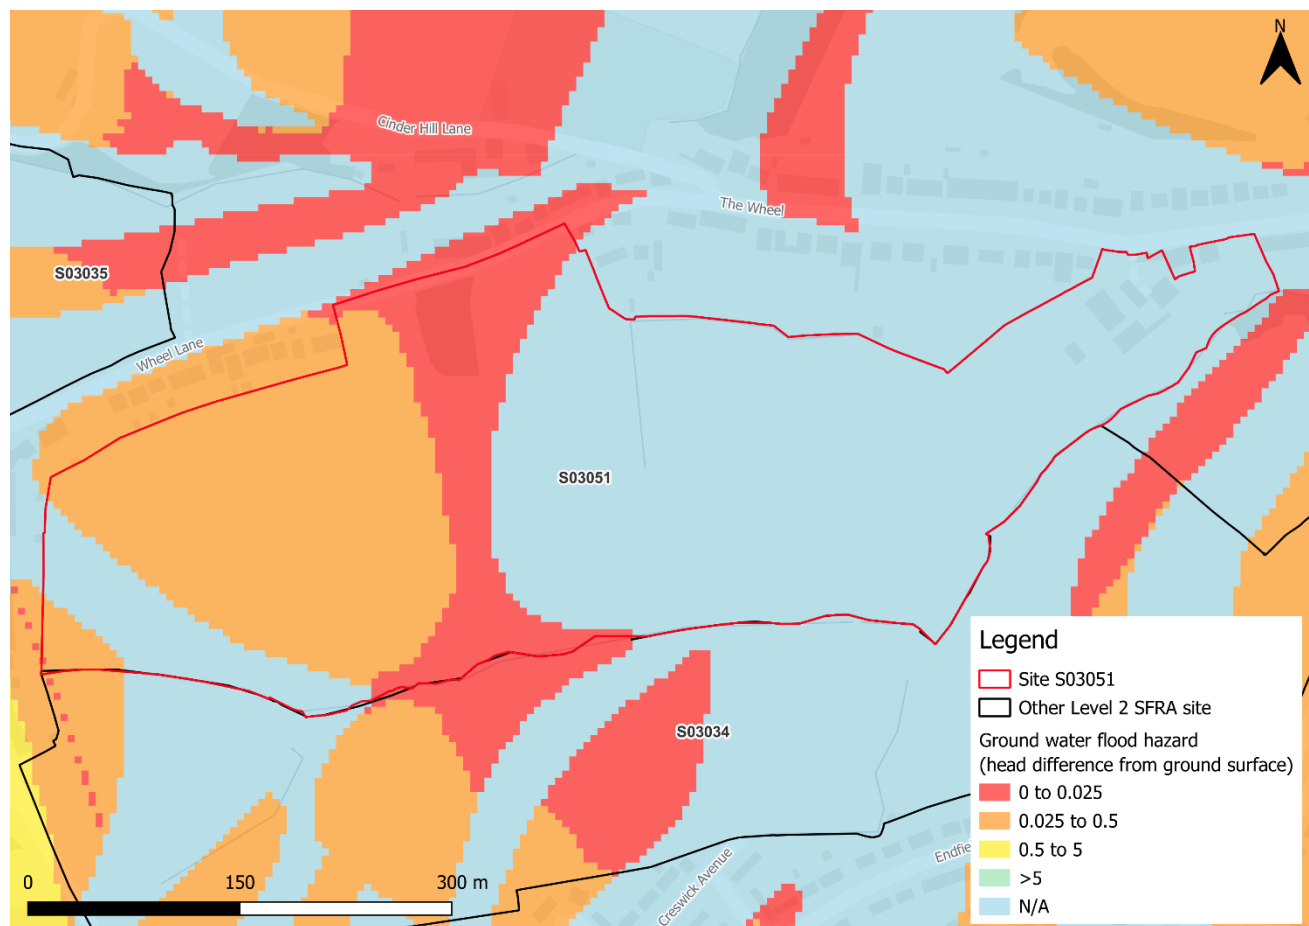 N
Cinder Hill Lane
The Wheel
S03035
Wheel Lane
S03051
S03034
Creswick Avenue
Endfie
Legend
Site S03051
Other Level 2 SFRA site
Ground water flood hazard
(head difference from ground surface)
0 to 0.025
0.025 to 0.5
0.5 to 5
>5
N/A
0 150 300 m